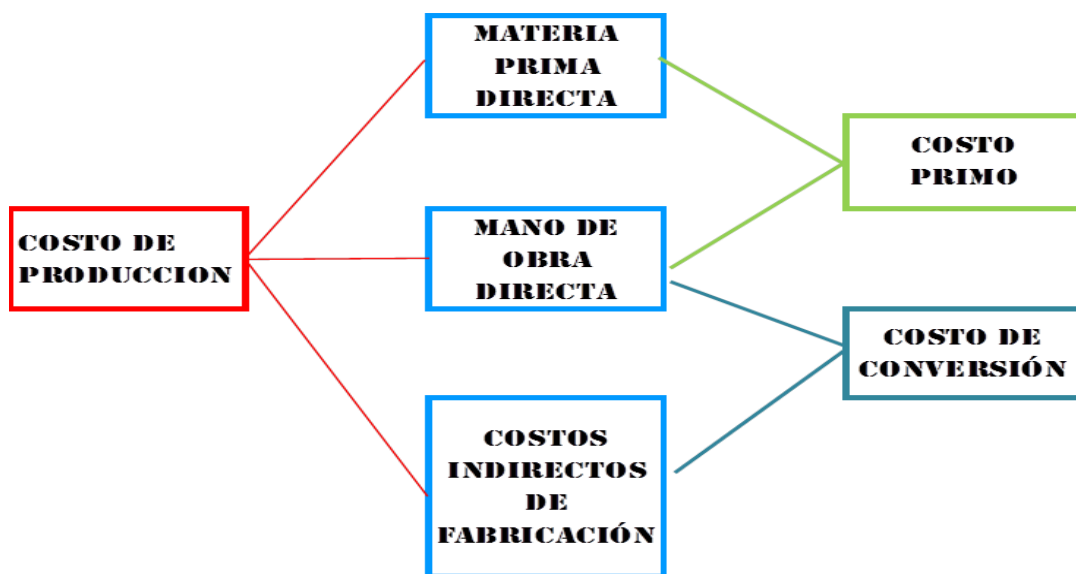 MATERIA
PRIMA
DIRECTA
COSTO
PRIMO
COSTO DE
PRODUCCION
MANO DE
OBRA
DIRECTA
COSTO DE
CONVERSIÓN
COSTOS
INDIRECTOS
DE
FABRICACIÓN